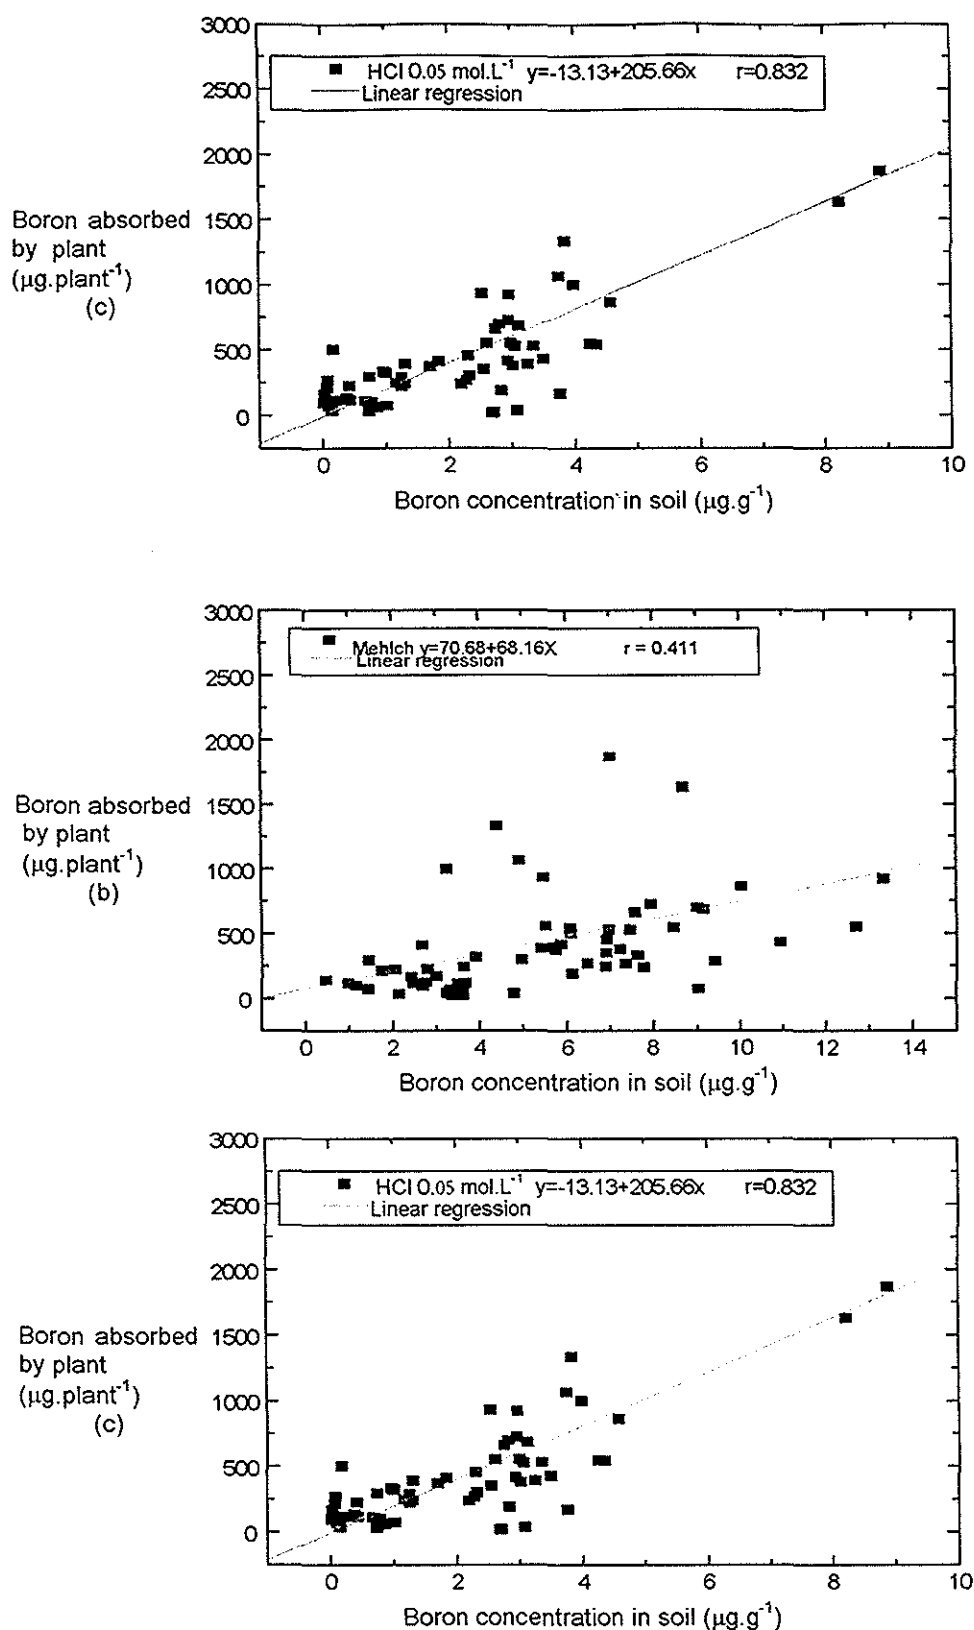 3000
2500
2000
1500
1000
500
0
HCl 0.05 mol.L⁻¹ y=-13.13+205.66x r=0.832
Linear regression
Boron absorbed
by plant
(µg.plant⁻¹)
(c)
0 2 4 6 8 10
Boron concentration in soil (µg.g⁻¹)
3000
2500
2000
1500
1000
500
0
Mehlich y=70.68+68.16X r = 0.411
Linear regression
Boron absorbed
by plant
(µg.plant⁻¹)
(b)
0 2 4 6 8 10 12 14
Boron concentration in soil (µg.g⁻¹)
3000
2500
2000
1500
1000
500
0
HCl 0.05 mol.L⁻¹ y=-13.13+205.66x r=0.832
Linear regression
Boron absorbed
by plant
(µg.plant⁻¹)
(c)
0 2 4 6 8 10
Boron concentration in soil (µg.g⁻¹)